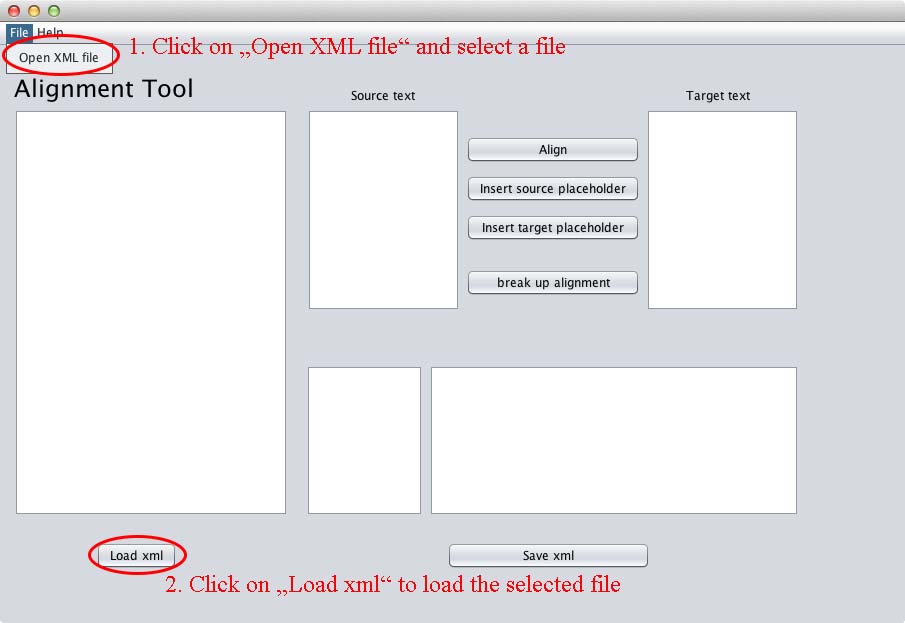 File Help
1. Click on „Open XML file“ and select a file
Open XML file
Alignment Tool
Source text
Target text
Align
Insert source placeholder
Insert target placeholder
break up alignment
Load xml
Save xml
2. Click on „Load xml“ to load the selected file